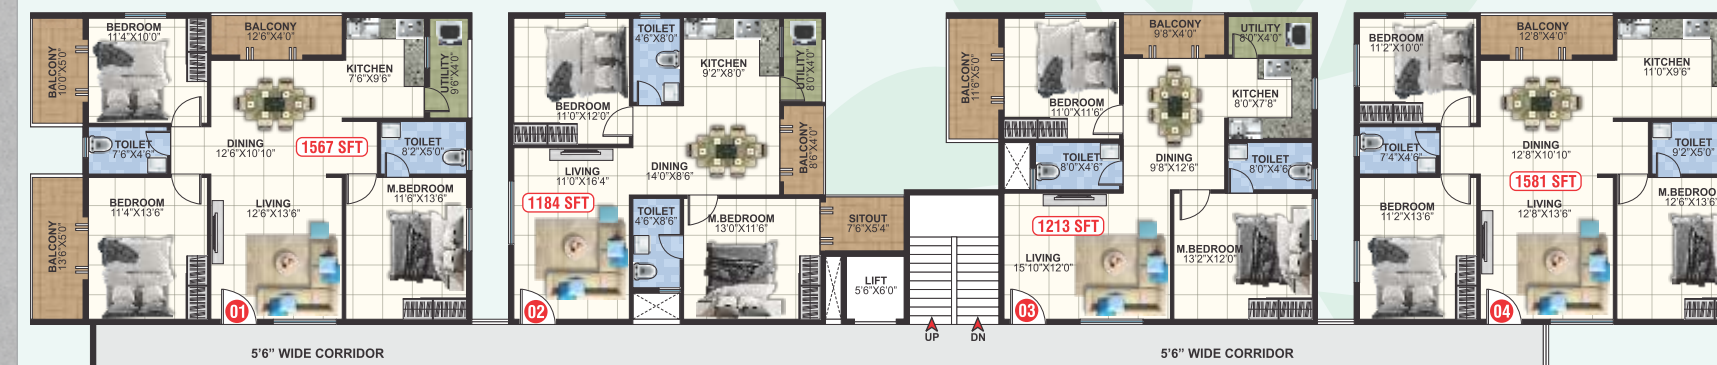 BEDROOM
11'4"X10'0"
BALCONY
12'6"X4'0"
BALCONY
10'0"X5'0"
KITCHEN
7'6"X9'6"
UTILITY
9'6"X4'0"
TOILET
7'6"X4'6"
DINING
12'6"X10'10"
1567 SFT
TOILET
8'2"X5'0"
BEDROOM
11'4"X13'6"
LIVING
12'6"X13'6"
M.BEDROOM
11'6"X13'6"
BALCONY
13'6"X5'0"
01
TOILET
4'6"X8'0"
KITCHEN
9'2"X8'0"
UTILITY
8'0"X4'0"
BEDROOM
11'0"X12'0"
LIVING
11'0"X16'4"
DINING
14'0"X8'6"
BALCONY
8'6"X4'0"
1184 SFT
TOILET
4'6"X8'6"
M.BEDROOM
13'0"X11'6"
SITOUT
7'6"X5'4"
LIFT
5'6"X6'0"
02
UP
DN
BALCONY
11'6"X5'0"
BEDROOM
11'0"X11'6"
BALCONY
9'8"X4'0"
UTILITY
8'0"X4'0"
KITCHEN
8'0"X7'8"
TOILET
8'0"X4'6"
DINING
9'8"X12'6"
TOILET
8'0"X4'6"
1213 SFT
LIVING
15'10"X12'0"
M.BEDROOM
13'2"X12'0"
03
BEDROOM
11'2"X10'0"
BALCONY
12'8"X4'0"
KITCHEN
11'0"X9'6"
TOILET
7'4"X4'6"
DINING
12'8"X10'10"
TOILET
9'2"X5'0"
1581 SFT
BEDROOM
11'2"X13'6"
LIVING
12'8"X13'6"
M.BEDROO
12'6"X13'6"
04
5'6" WIDE CORRIDOR
5'6" WIDE CORRIDOR